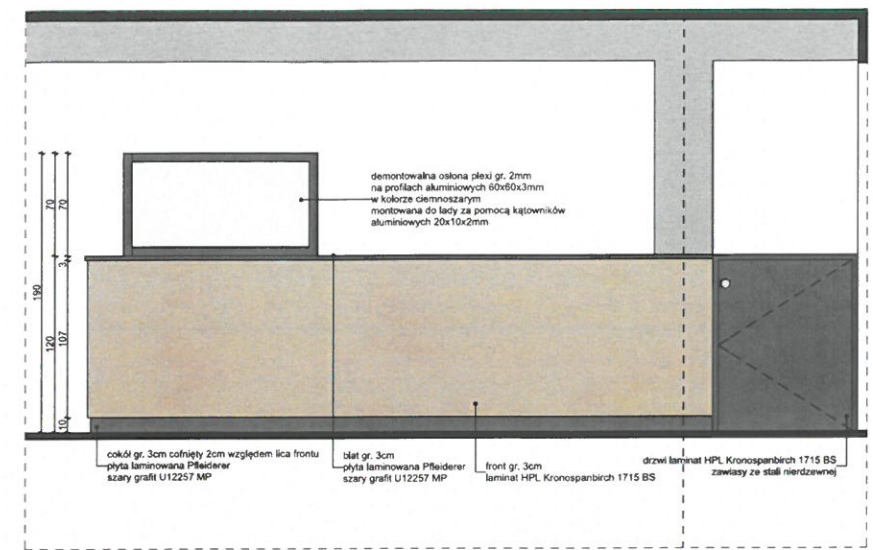 demontowalna osłona plexi gr. 2mm
na profilach aluminiowych 60x60x3mm
w kolorze ciemnoszarym
montowana do lady za pomocą kątowników
aluminiowych 20x10x2mm
70
70
3
190
120
107
10
cokół gr. 3cm cofnięty 2cm względem lica frontu
płyta laminowana Pfleiderer
szary grafit U12257 MP
blat gr. 3cm
płyta laminowana Pfleiderer
szary grafit U12257 MP
front gr. 3cm
laminat HPL Kronospanbirch 1715 BS
drzwi laminat HPL Kronospanbirch 1715 BS
zawiasy ze stali nierdzewnej